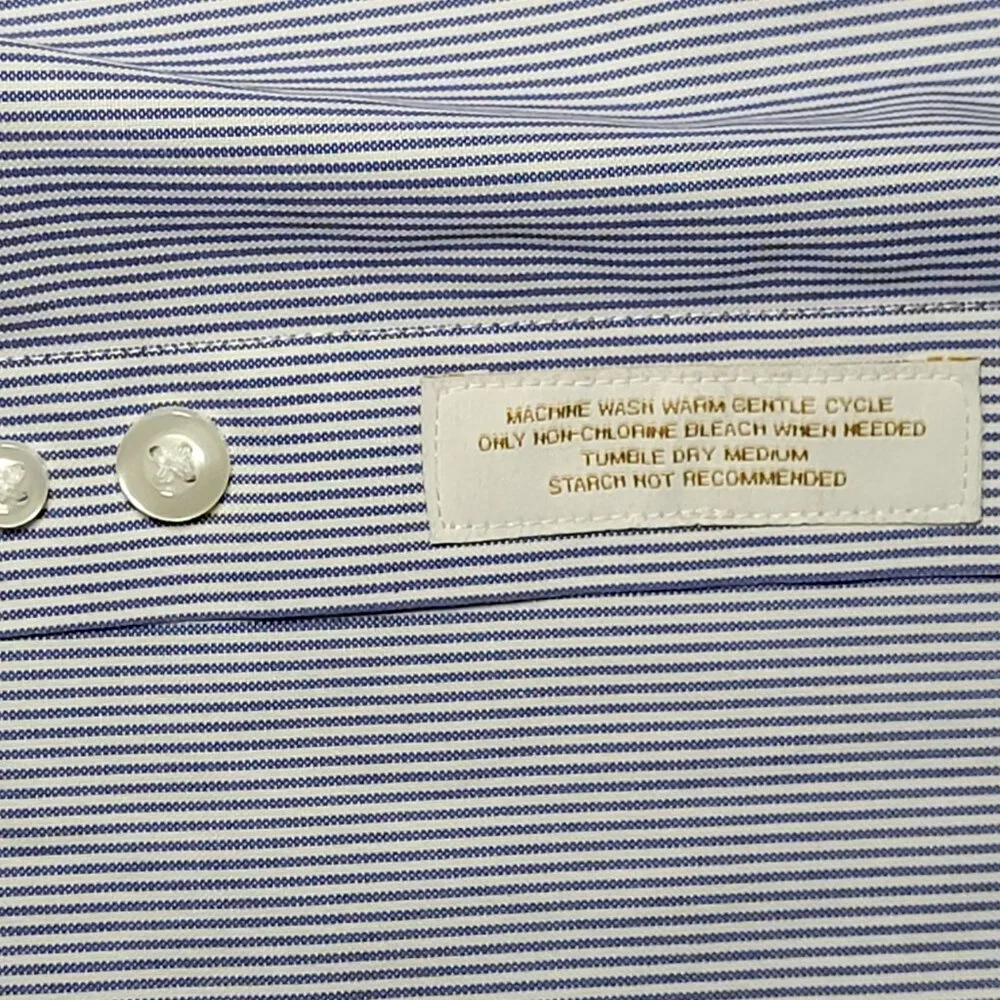 MACHINE WASH WARM GENTLE CYCLE
ONLY NON-CHLORINE BLEACH WHEN NEEDED
TUMBLE DRY MEDIUM
STARCH NOT RECOMMENDED